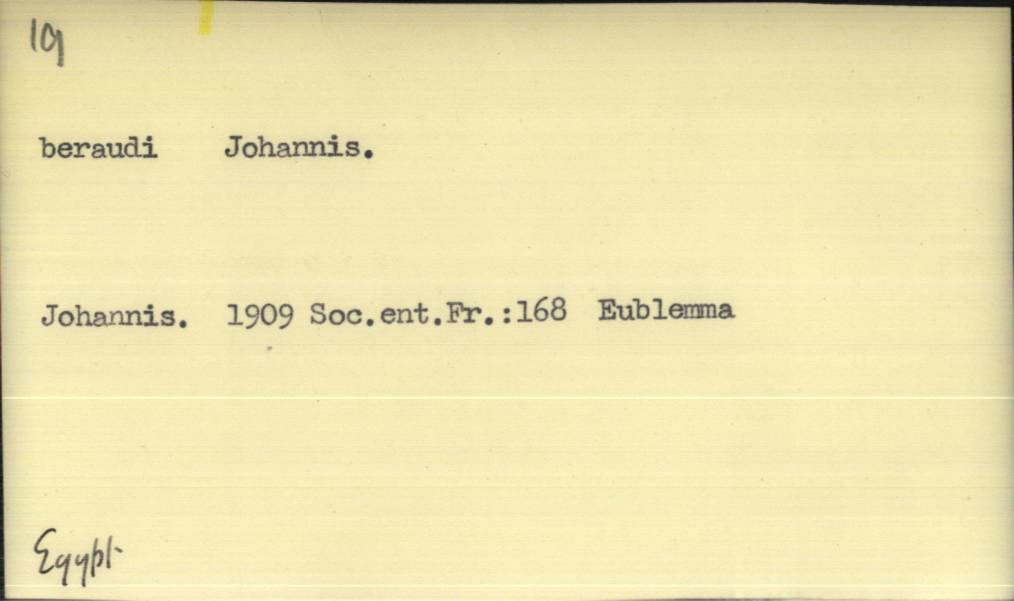 19
beraudi Johannis.
Johannis. 1909 Soc.ent.Fr.:168 Eublemma
Egypt